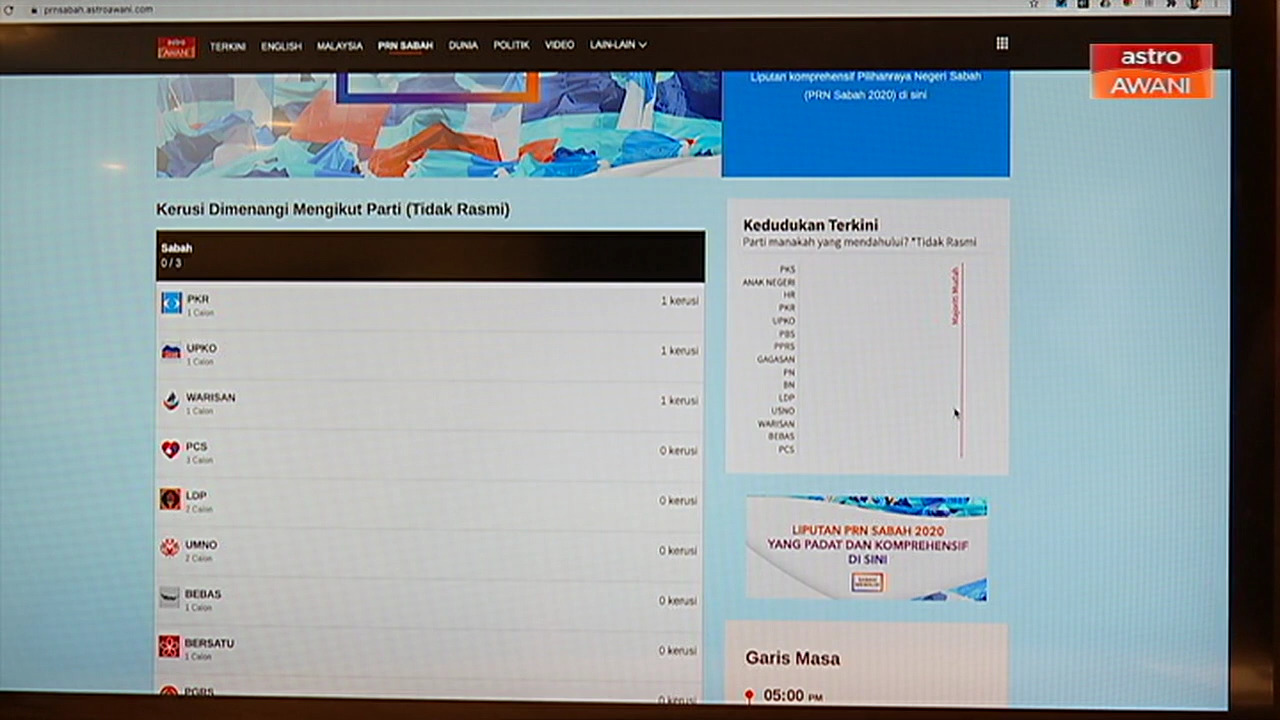 prnsabah.astroawani.com
astro
AWANI
TERKINI ENGLISH MALAYSIA PRN SABAH DUNIA POLITIK VIDEO LAIN-LAIN
astro
AWANI
Liputan komprehensif Pilihanraya Negeri Sabah
(PRN Sabah 2020) di sini
Kerusi Dimenangi Mengikut Parti (Tidak Rasmi)
Sabah
0 / 3
PKR
1 Calon
1 kerusi
UPKO
1 Calon
1 kerusi
WARISAN
1 Calon
1 kerusi
PCS
3 Calon
0 kerusi
LDP
2 Calon
0 kerusi
UMNO
2 Calon
0 kerusi
BEBAS
1 Calon
0 kerusi
BERSATU
1 Calon
0 kerusi
0 kerusi
Kedudukan Terkini
Parti manakah yang mendahului? *Tidak Rasmi
PKS
ANAK NEGERI
HR
PKR
UPKO
PBS
PPRS
GAGASAN
PN
BN
LDP
USNO
WARISAN
BEBAS
PCS
Majoriti Mudah
LIPUTAN PRN SABAH 2020
YANG PADAT DAN KOMPREHENSIF
DI SINI
Garis Masa
05:00 PM